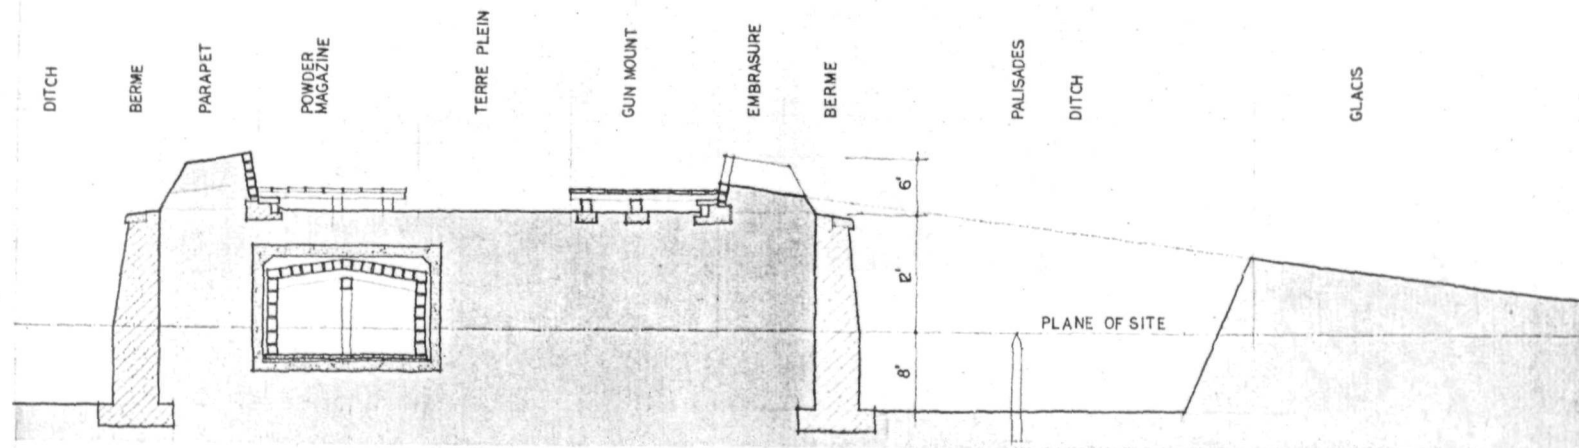 DITCH
BERME
PARAPET
POWDER
MAGAZINE
TERRE PLEIN
GUN MOUNT
EMBRASURE
BERME
PALISADES
DITCH
GLACIS
6'
12'
PLANE OF SITE
8'